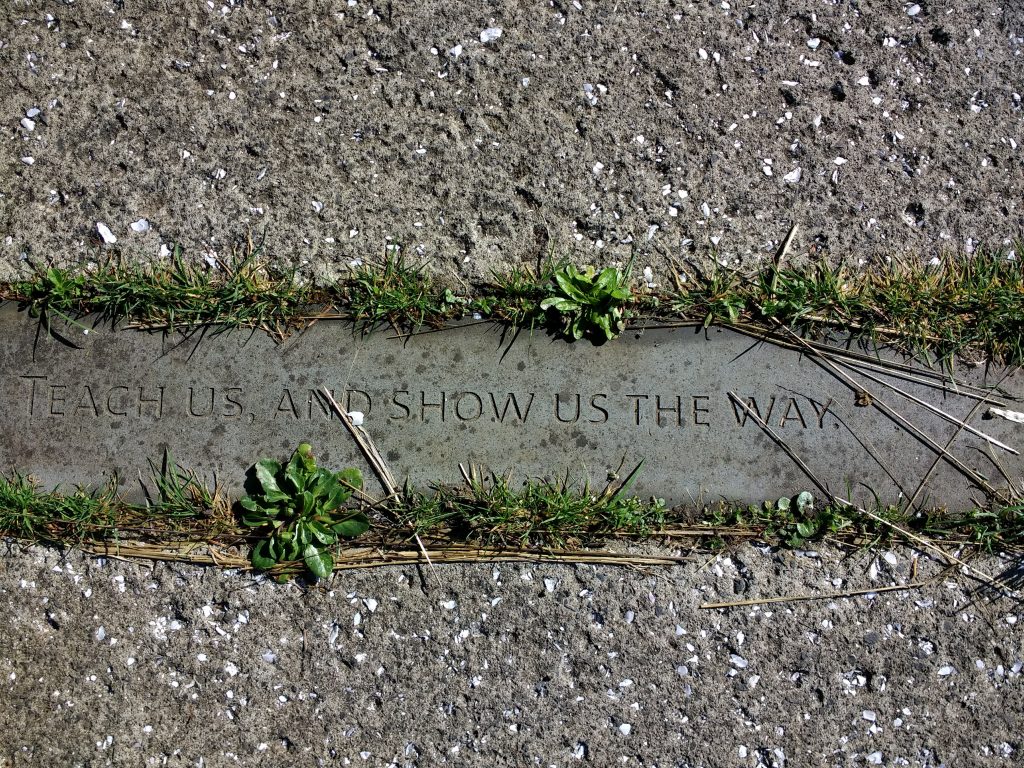 Teach us, and show us the way."